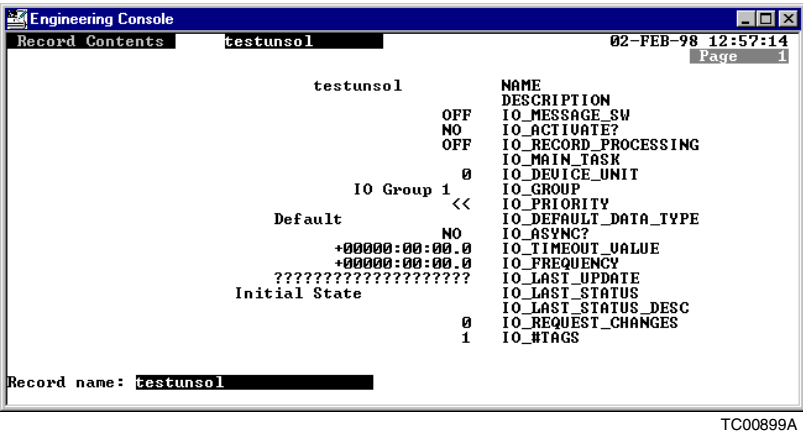 Engineering Console
Record Contents testunsol 02-FEB-98 12:57:14
Page 1
testunsol NAME
DESCRIPTION
OFF IO_MESSAGE_SW
NO IO_ACTIVATE?
OFF IO_RECORD_PROCESSING
IO_MAIN_TASK
0 IO_DEVICE_UNIT
IO Group 1 IO_GROUP
<< IO_PRIORITY
Default IO_DEFAULT_DATA_TYPE
NO IO_ASYNC?
+00000:00:00.0 IO_TIMEOUT_VALUE
+00000:00:00.0 IO_FREQUENCY
???????????????????? IO_LAST_UPDATE
Initial State IO_LAST_STATUS
IO_LAST_STATUS_DESC
0 IO_REQUEST_CHANGES
1 IO_#TAGS
Record name: testunsol
TC00899A